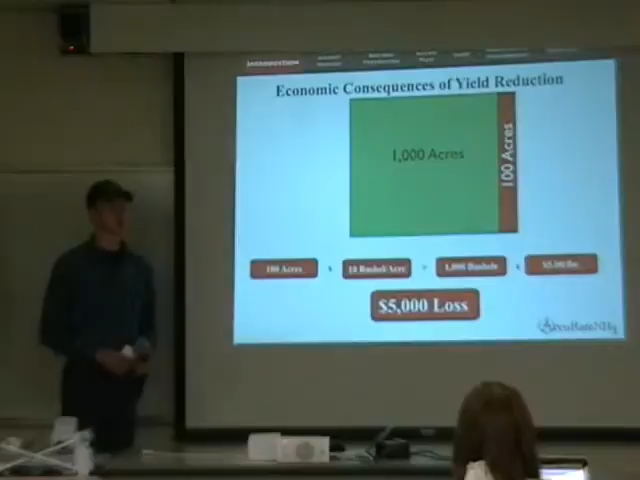 Introduction
Economic Consequences of Yield Reduction
1,000 Acres
100 Acres
100 Acres x 10 Bushel/Acre = 1,000 Bushels x
$5,000 Loss